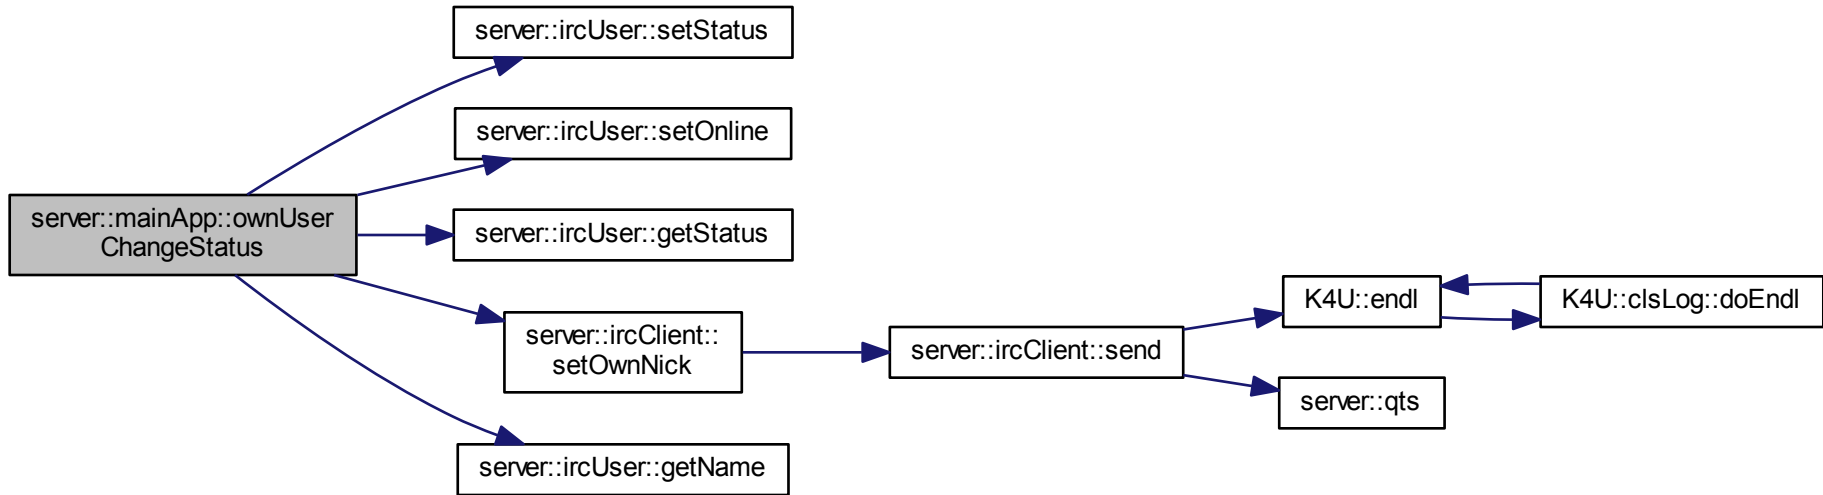 server::ircUser::setStatus
server::ircUser::setOnline
server::mainApp::ownUser
ChangeStatus
server::ircUser::getStatus
server::ircClient::
setOwnNick
server::ircUser::getName
server::ircClient::send
K4U::endl
K4U::clsLog::doEndl
server::qts